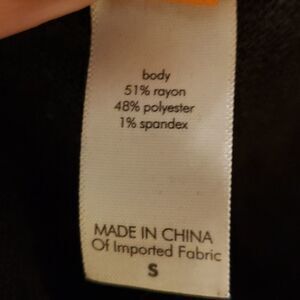 body
51% rayon
48% polyester
1% spandex
MADE IN CHINA
Of Imported Fabric
S